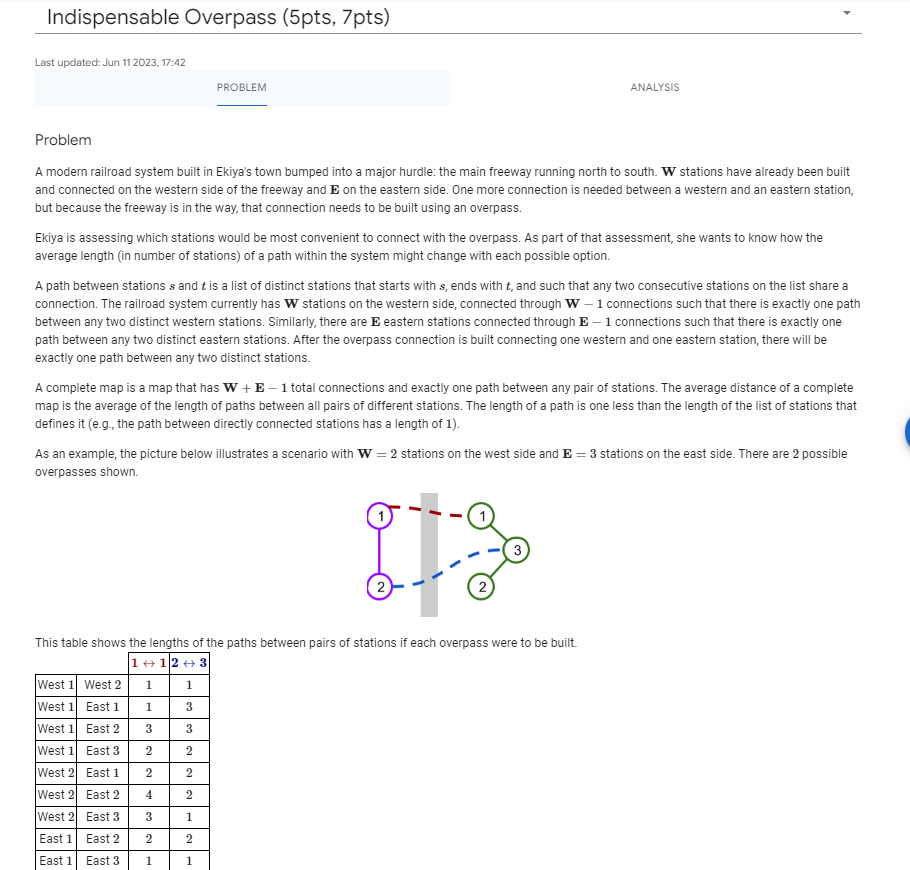 Indispensable Overpass (5pts, 7pts)
Last updated: Jun 11 2023, 17:42
PROBLEM
ANALYSIS
Problem
A modern railroad system built in Ekiya's town bumped into a major hurdle: the main freeway running north to south. W stations have already been built
and connected on the western side of the freeway and E on the eastern side. One more connection is needed between a western and an eastern station,
but because the freeway is in the way, that connection needs to be built using an overpass.
Ekiya is assessing which stations would be most convenient to connect with the overpass. As part of that assessment, she wants to know how the
average length (in number of stations) of a path within the system might change with each possible option.
A path between stations s and t is a list of distinct stations that starts with s, ends with t, and such that any two consecutive stations on the list share a
connection. The railroad system currently has W stations on the western side, connected through W − 1 connections such that there is exactly one path
between any two distinct western stations. Similarly, there are E eastern stations connected through E − 1 connections such that there is exactly one
path between any two distinct eastern stations. After the overpass connection is built connecting one western and one eastern station, there will be
exactly one path between any two distinct stations.
A complete map is a map that has W + E − 1 total connections and exactly one path between any pair of stations. The average distance of a complete
map is the average of the length of paths between all pairs of different stations. The length of a path is one less than the length of the list of stations that
defines it (e.g., the path between directly connected stations has a length of 1).
As an example, the picture below illustrates a scenario with W = 2 stations on the west side and E = 3 stations on the east side. There are 2 possible
overpasses shown.
1 1
3
2 2
This table shows the lengths of the paths between pairs of stations if each overpass were to be built.
1 ↔ 1 2 ↔ 3
West 1 West 2 1 1
West 1 East 1 1 3
West 1 East 2 3 3
West 1 East 3 2 2
West 2 East 1 2 2
West 2 East 2 4 2
West 2 East 3 3 1
East 1 East 2 2 2
East 1 East 3 1 1